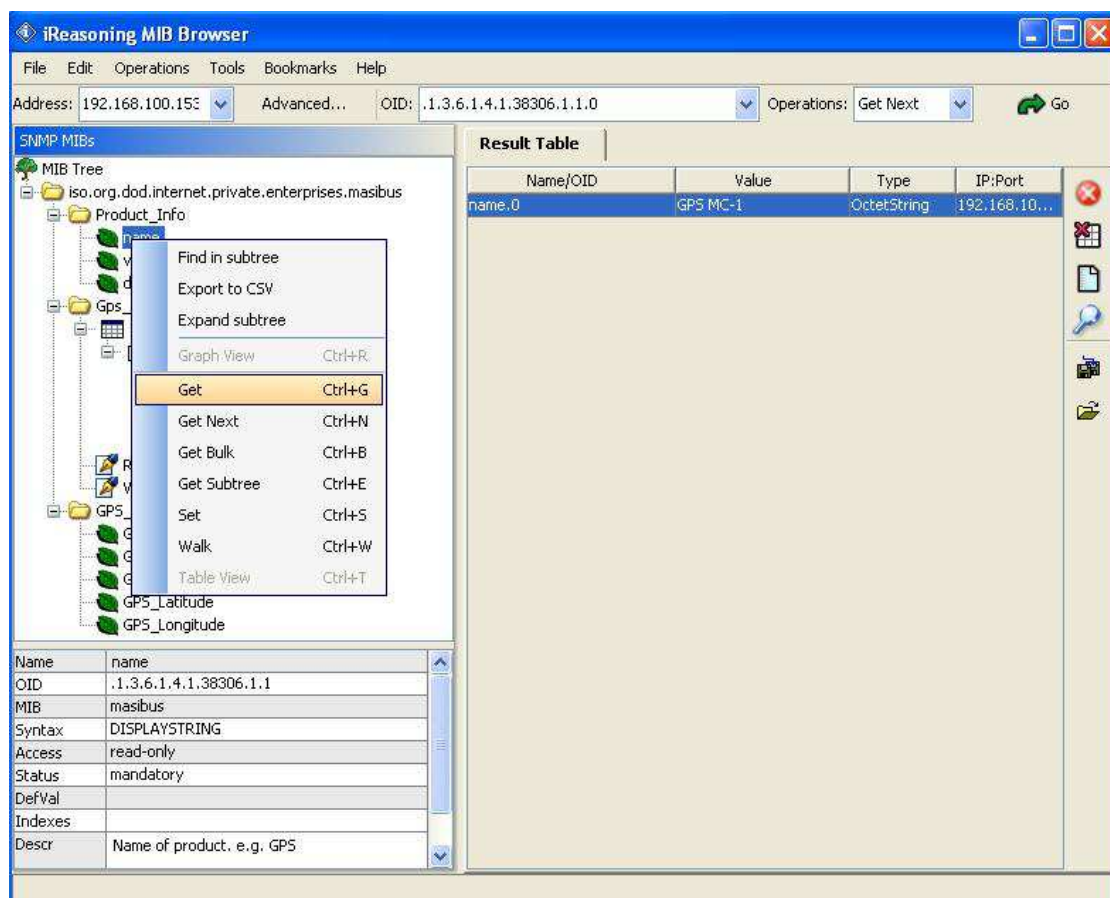 iReasoning MIB Browser
File Edit Operations Tools Bookmarks Help
Address: 192.168.100.153 Advanced... OID: .1.3.6.1.4.1.38306.1.1.0 Operations: Get Next Go
SNMP MIBs
MIB Tree
iso.org.dod.internet.private.enterprises.masibus
Product_Info
name
v
d
Gps_
R
W
GPS_
G
G
G
GPS_Latitude
GPS_Longitude
Find in subtree
Export to CSV
Expand subtree
Graph View Ctrl+R
Get Ctrl+G
Get Next Ctrl+N
Get Bulk Ctrl+B
Get Subtree Ctrl+E
Set Ctrl+S
Walk Ctrl+W
Table View Ctrl+T
Name name
OID .1.3.6.1.4.1.38306.1.1
MIB masibus
Syntax DISPLAYSTRING
Access read-only
Status mandatory
DefVal
Indexes
Descr Name of product. e.g. GPS
Result Table
Name/OID Value Type IP:Port
name.0 GPS MC-1 OctetString 192.168.10...